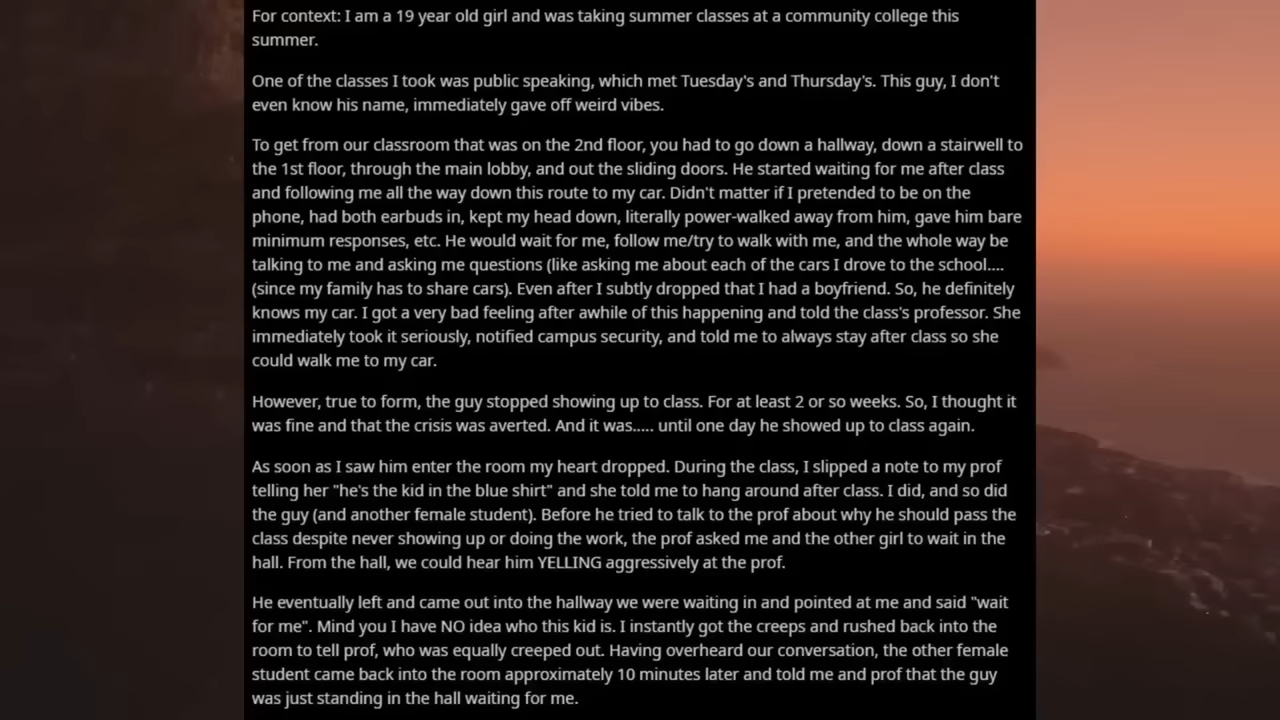 For context: I am a 19 year old girl and was taking summer classes at a community college this
summer.
One of the classes I took was public speaking, which met Tuesday's and Thursday's. This guy, I don't
even know his name, immediately gave off weird vibes.
To get from our classroom that was on the 2nd floor, you had to go down a hallway, down a stairwell to
the 1st floor, through the main lobby, and out the sliding doors. He started waiting for me after class
and following me all the way down this route to my car. Didn't matter if I pretended to be on the
phone, had both earbuds in, kept my head down, literally power-walked away from him, gave him bare
minimum responses, etc. He would wait for me, follow me/try to walk with me, and the whole way be
talking to me and asking me questions (like asking me about each of the cars I drove to the school....
(since my family has to share cars). Even after I subtly dropped that I had a boyfriend. So, he definitely
knows my car. I got a very bad feeling after awhile of this happening and told the class's professor. She
immediately took it seriously, notified campus security, and told me to always stay after class so she
could walk me to my car.
However, true to form, the guy stopped showing up to class. For at least 2 or so weeks. So, I thought it
was fine and that the crisis was averted. And it was..... until one day he showed up to class again.
As soon as I saw him enter the room my heart dropped. During the class, I slipped a note to my prof
telling her "he's the kid in the blue shirt" and she told me to hang around after class. I did, and so did
the guy (and another female student). Before he tried to talk to the prof about why he should pass the
class despite never showing up or doing the work, the prof asked me and the other girl to wait in the
hall. From the hall, we could hear him YELLING aggressively at the prof.
He eventually left and came out into the hallway we were waiting in and pointed at me and said "wait
for me". Mind you I have NO idea who this kid is. I instantly got the creeps and rushed back into the
room to tell prof, who was equally creeped out. Having overheard our conversation, the other female
student came back into the room approximately 10 minutes later and told me and prof that the guy
was just standing in the hall waiting for me.